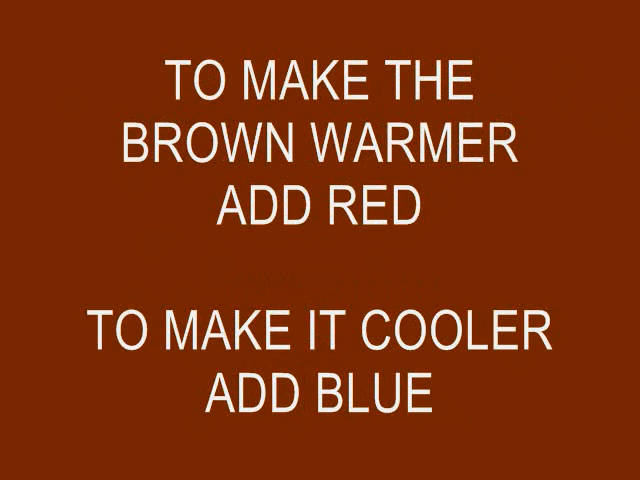 TO MAKE THE
BROWN WARMER
ADD RED
TO MAKE IT COOLER
ADD BLUE